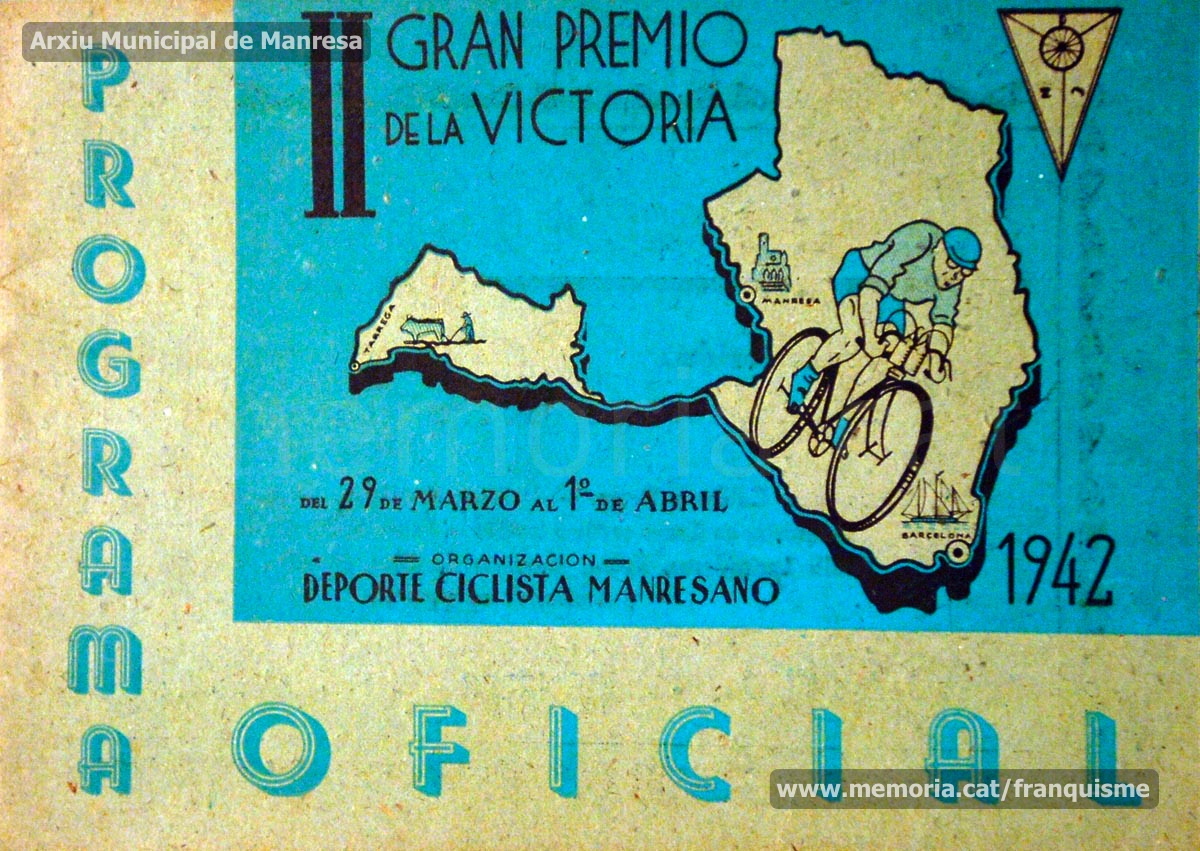 Arxiu Municipal de Manresa
PROGRAMA
II
GRAN PREMIO
DE LA VICTORIA
TARREGA
MANRESA
BARCELONA
DEL 29 DE MARZO AL 1º DE ABRIL
ORGANIZACION
DEPORTE CICLISTA MANRESANO
1942
OFICIAL
www.memoria.cat/franquisme